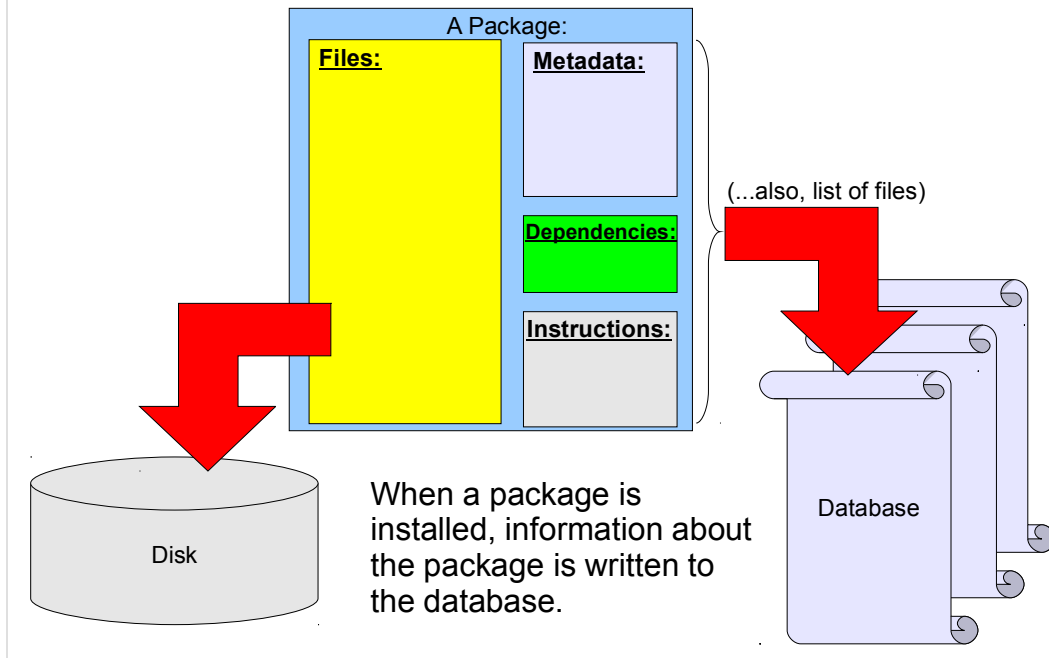 A Package:
Files:
Metadata:
(...also, list of files)
Dependencies:
Instructions:
When a package is
installed, information about
the package is written to
the database.
Disk
Database